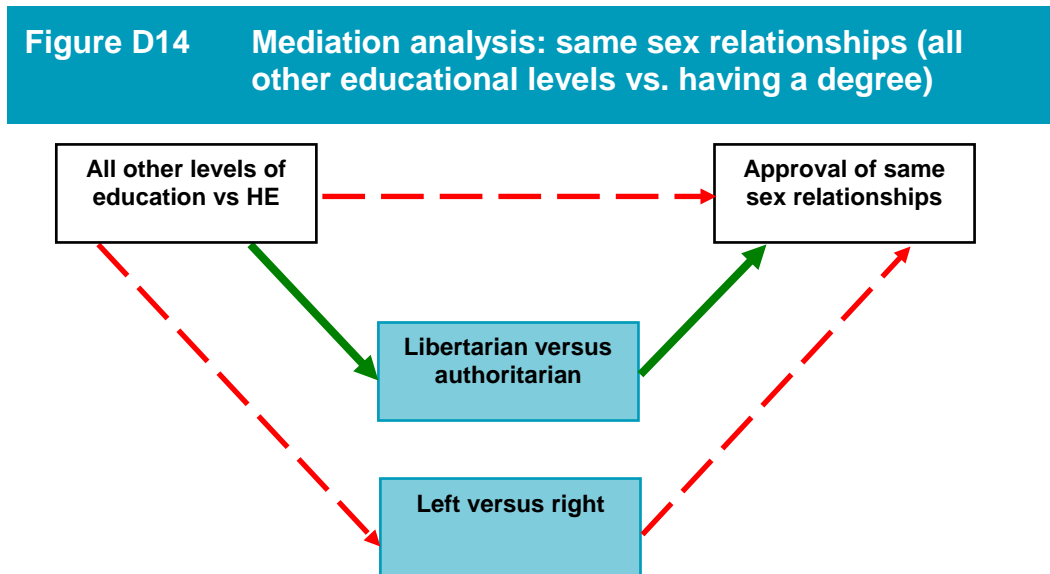 Figure D14 Mediation analysis: same sex relationships (all
other educational levels vs. having a degree)
All other levels of
education vs HE
Approval of same
sex relationships
Libertarian versus
authoritarian
Left versus right